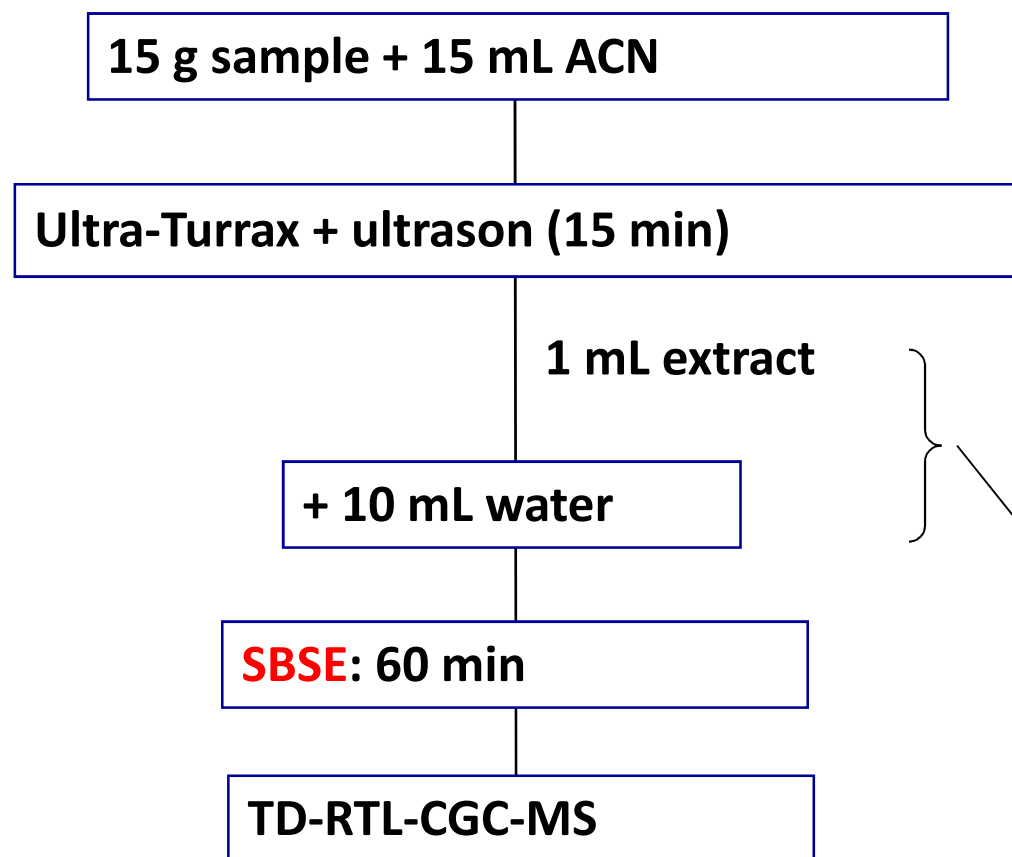 15 g sample + 15 mL ACN
Ultra-Turrax + ultrason (15 min)
1 mL extract
+ 10 mL water
SBSE: 60 min
TD-RTL-CGC-MS